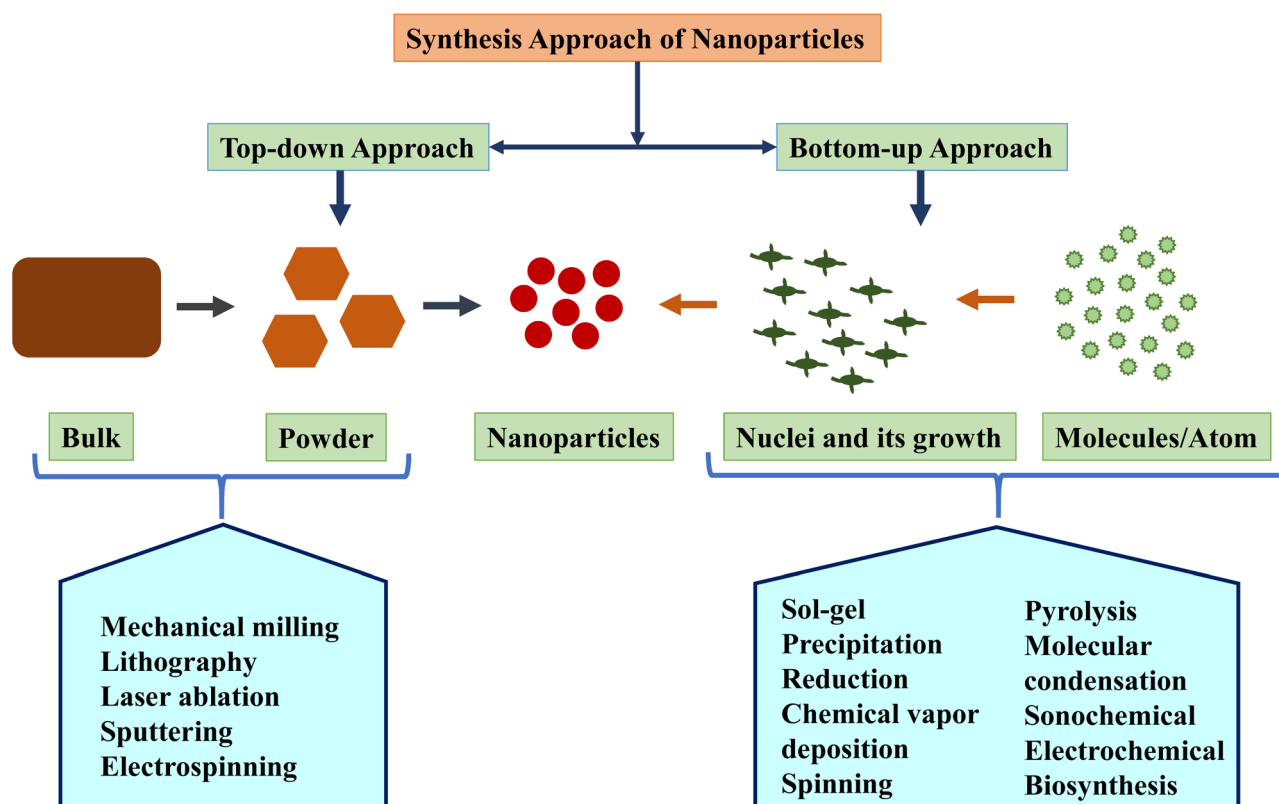 Synthesis Approach of Nanoparticles
Top-down Approach
Bottom-up Approach
Bulk
Powder
Nanoparticles
Nuclei and its growth
Molecules/Atom
Mechanical milling
Lithography
Laser ablation
Sputtering
Electrospinning
Sol-gel
Precipitation
Reduction
Chemical vapor
deposition
Spinning
Pyrolysis
Molecular
condensation
Sonochemical
Electrochemical
Biosynthesis